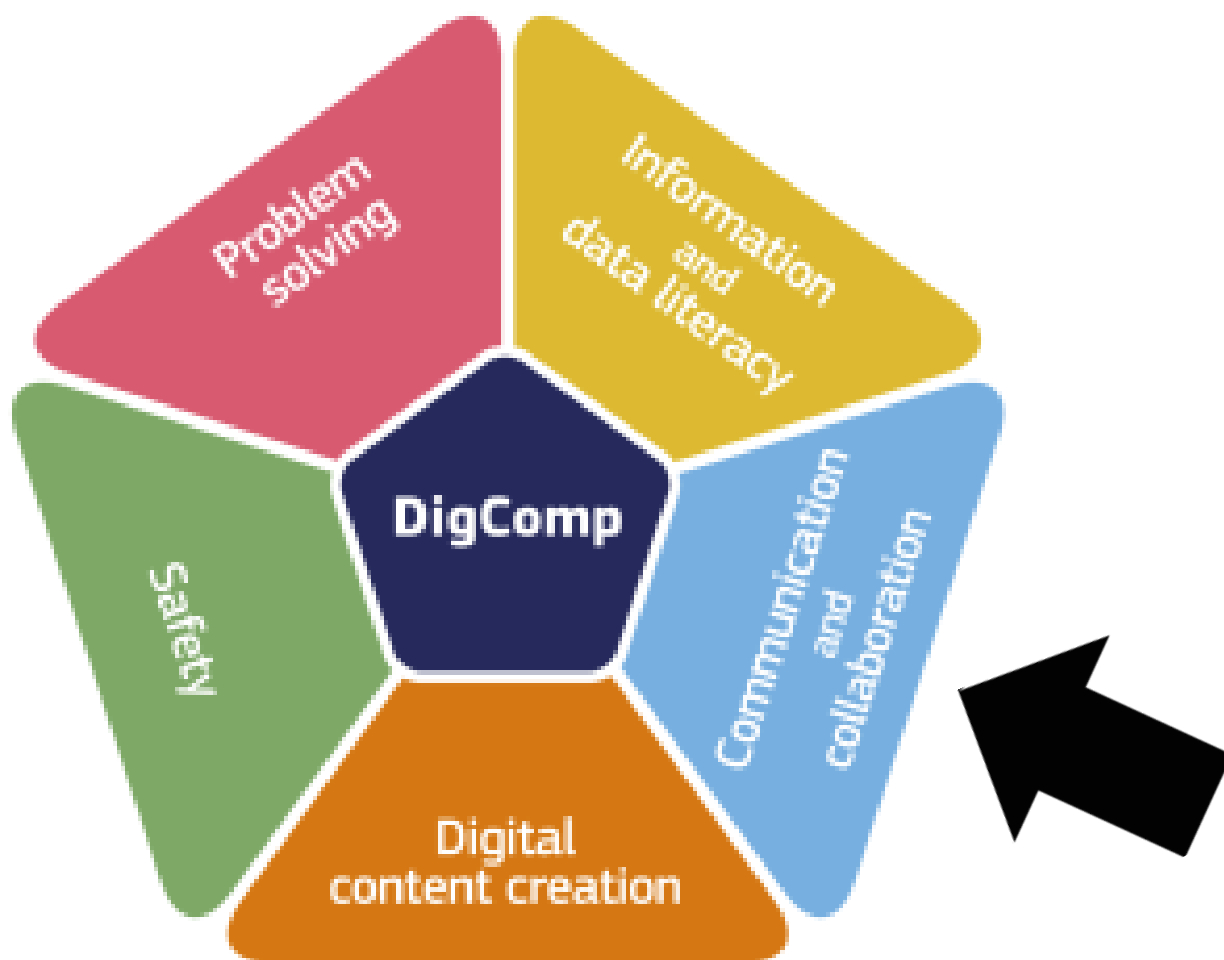 Problem
solving
Information
and
data literacy
DigComp
Communication
and
collaboration
Safety
Digital
content creation